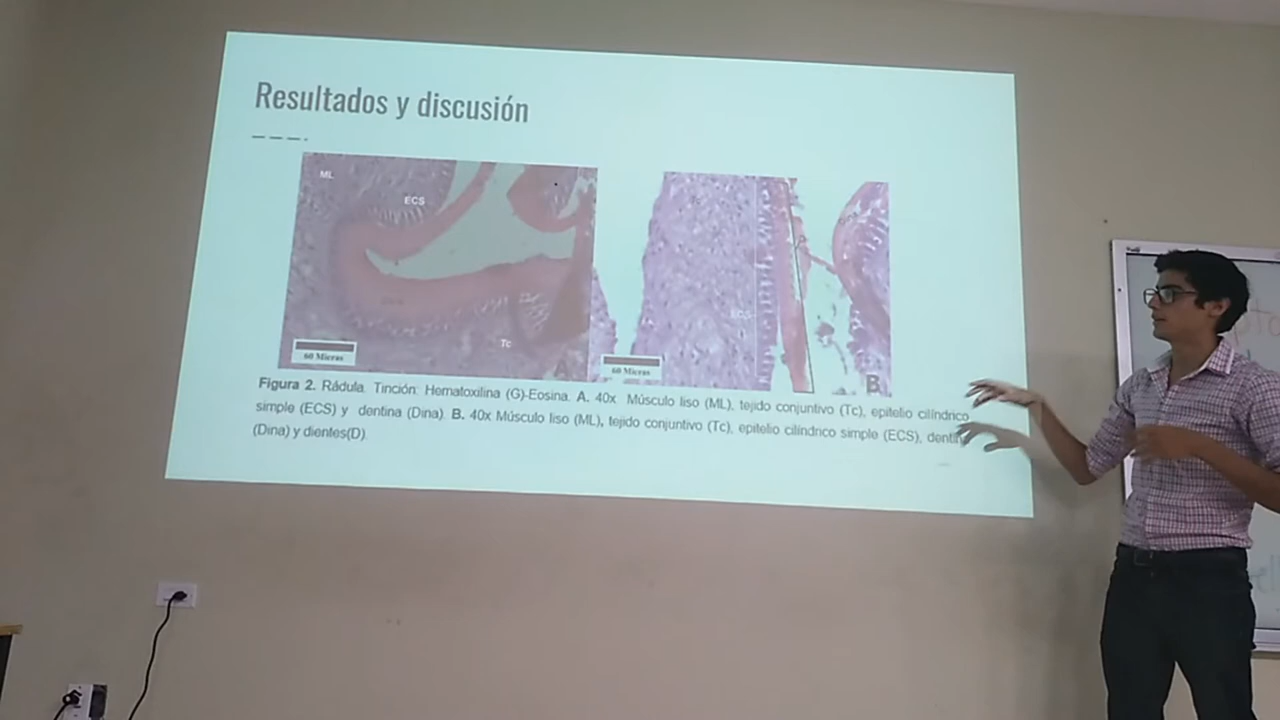 Resultados y discusión
ML
ECS
Tc
60 Micras
ECS
60 Micras
B
Figura 2. Rádula. Tinción: Hematoxilina (G)-Eosina. A. 40x Músculo liso (ML), tejido conjuntivo (Tc), epitelio cilíndrico
simple (ECS) y dentina (Dina). B. 40x Músculo liso (ML), tejido conjuntivo (Tc), epitelio cilíndrico simple (ECS), dentina
(Dina) y dientes(D).